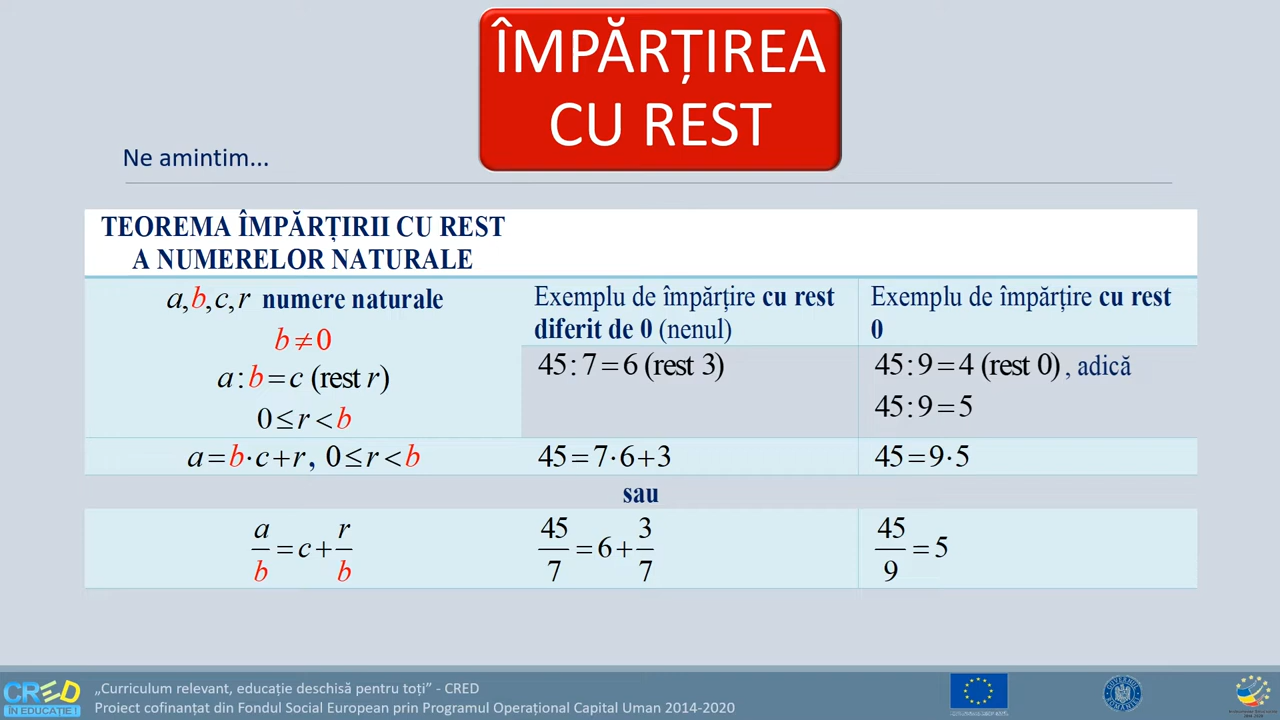 ÎMPĂRȚIREA
CU REST
Ne amintim...
TEOREMA ÎMPĂRȚIRII CU REST
A NUMERELOR NATURALE
a,b,c,r numere naturale
b≠0
a:b=c (rest r)
0≤r<b
Exemplu de împărțire cu rest
diferit de 0 (nenul)
Exemplu de împărțire cu rest
0
45:7=6 (rest 3)
45:9=4 (rest 0), adică
45:9=5
a=b·c+r, 0≤r<b
45=7·6+3
45=9·5
sau
a/b=c+r/b
45/7=6+3/7
45/9=5
CRED
ÎN EDUCAȚIE !
„Curriculum relevant, educație deschisă pentru toți” - CRED
Proiect cofinanțat din Fondul Social European prin Programul Operațional Capital Uman 2014-2020